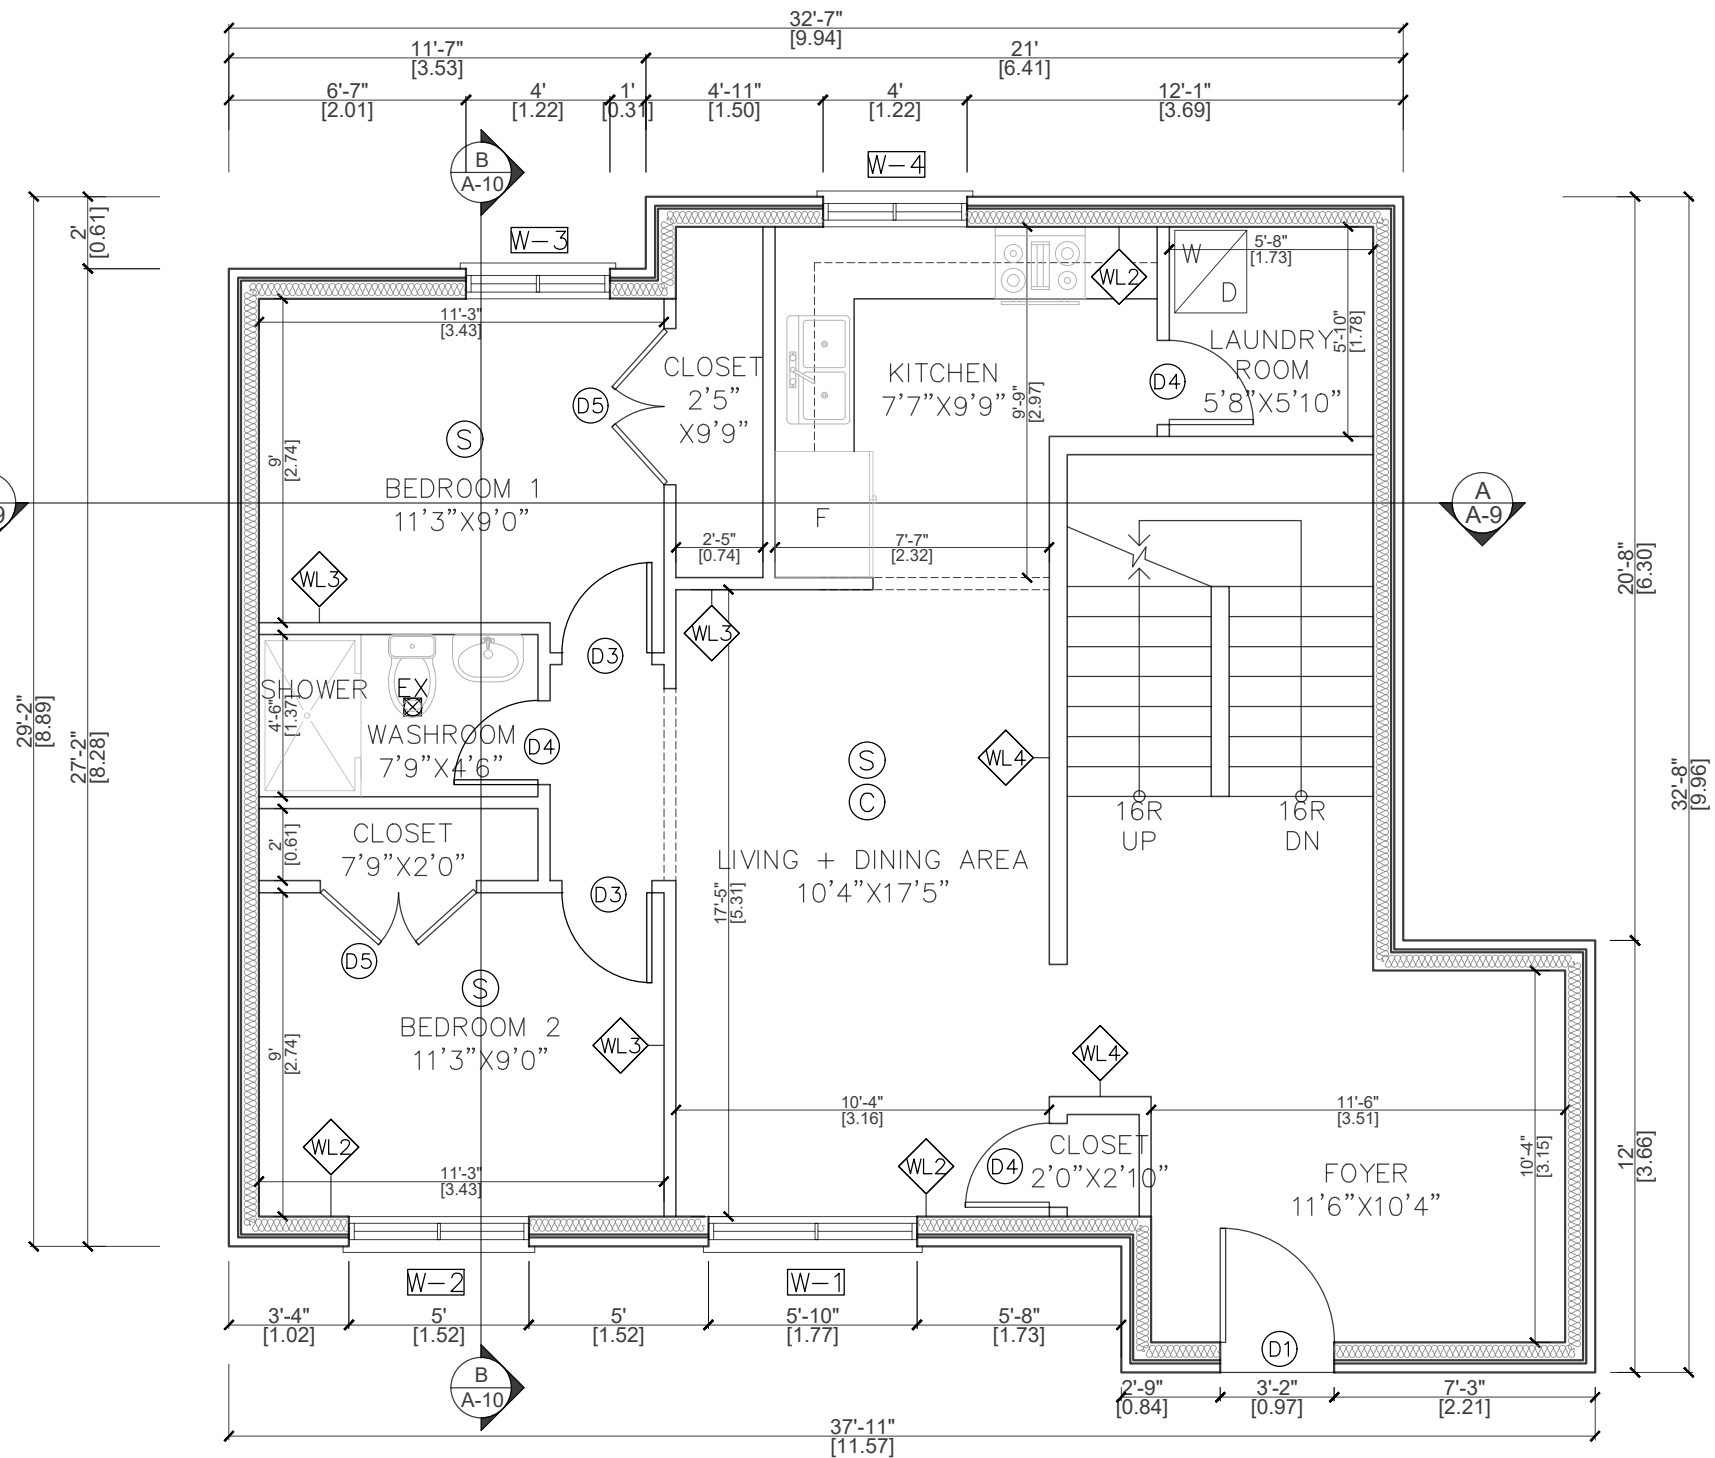 32'-7"
[9.94]
11'-7"
[3.53]
21'
[6.41]
6'-7"
[2.01]
4'
[1.22]
1'
[0.31]
4'-11"
[1.50]
4'
[1.22]
12'-1"
[3.69]
B
A-10
W-4
W-3
2'
[0.61]
W
D
5'-8"
[1.73]
WL2
11'-3"
[3.43]
LAUNDRY
ROOM
5'8"X5'10"
5'-10"
[1.78]
CLOSET
2'5"
X9'9"
KITCHEN
7'7"X9'9"
9'-9"
[2.97]
D4
D5
S
9'
[2.74]
BEDROOM 1
11'3"X9'0"
F
A
A-9
9
2'-5"
[0.74]
7'-7"
[2.32]
20'-8"
[6.30]
WL3
WL3
D3
SHOWER
EX
4'-6"
[1.37]
WASHROOM
7'9"X4'6"
D4
29'-2"
[8.89]
27'-2"
[8.28]
S
C
WL4
32'-8"
[9.96]
16R
UP
16R
DN
2'
[0.61]
CLOSET
7'9"X2'0"
LIVING + DINING AREA
10'4"X17'5"
17'-5"
[5.31]
D3
D5
S
BEDROOM 2
11'3"X9'0"
9'
[2.74]
WL3
WL4
10'-4"
[3.16]
11'-6"
[3.51]
WL2
WL2
D4
CLOSET
2'0"X2'10"
FOYER
11'6"X10'4"
10'-4"
[3.15]
12'
[3.66]
11'-3"
[3.43]
W-2
W-1
3'-4"
[1.02]
5'
[1.52]
5'
[1.52]
5'-10"
[1.77]
5'-8"
[1.73]
D1
B
A-10
2'-9"
[0.84]
3'-2"
[0.97]
7'-3"
[2.21]
37'-11"
[11.57]